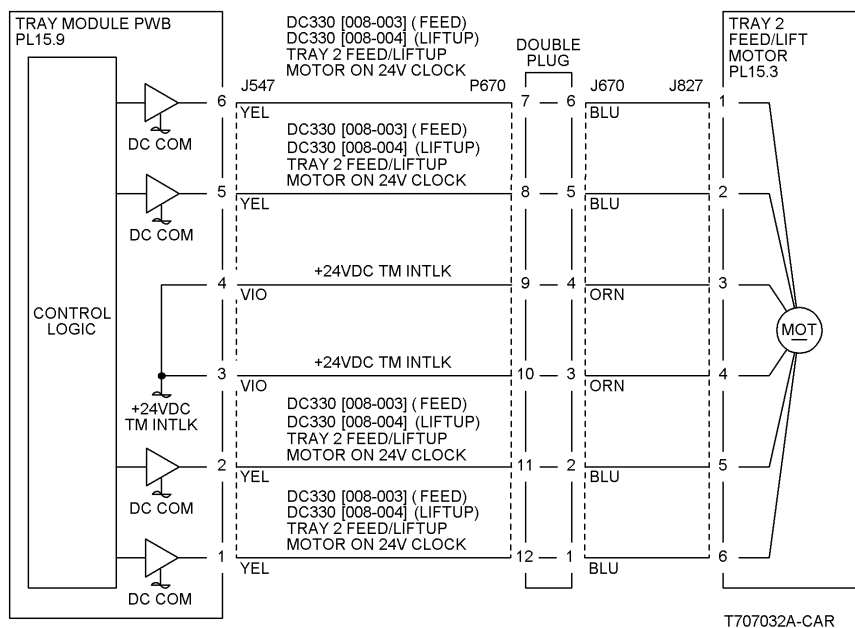 TRAY MODULE PWB
PL15.9
DC330 [008-003] ( FEED)
DC330 [008-004] (LIFTUP)
TRAY 2 FEED/LIFTUP
MOTOR ON 24V CLOCK
DOUBLE
PLUG
TRAY 2
FEED/LIFT
MOTOR
PL15.3
J547
P670
J670
J827
6
7
6
1
YEL
BLU
DC COM
DC330 [008-003] ( FEED)
DC330 [008-004] (LIFTUP)
TRAY 2 FEED/LIFTUP
MOTOR ON 24V CLOCK
5
8
5
2
YEL
BLU
DC COM
+24VDC TM INTLK
4
9
4
3
VIO
ORN
CONTROL
LOGIC
MOT
+24VDC TM INTLK
3
10
3
4
VIO
ORN
+24VDC
TM INTLK
DC330 [008-003] ( FEED)
DC330 [008-004] (LIFTUP)
TRAY 2 FEED/LIFTUP
MOTOR ON 24V CLOCK
2
11
2
5
YEL
BLU
DC COM
DC330 [008-003] ( FEED)
DC330 [008-004] (LIFTUP)
TRAY 2 FEED/LIFTUP
MOTOR ON 24V CLOCK
1
12
1
6
YEL
BLU
DC COM
T707032A-CAR